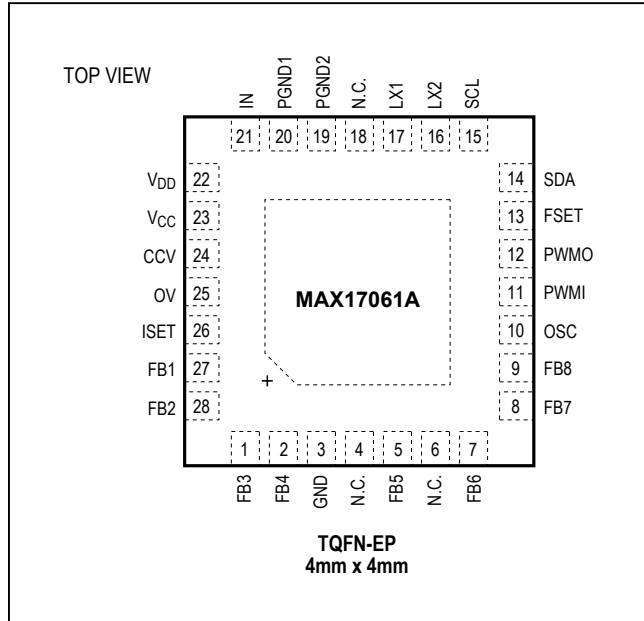 TOP VIEW
IN
PGND1
PGND2
N.C.
LX1
LX2
SCL
21 20 19 18 17 16 15
VDD 22
VCC 23
CCV 24
OV 25
ISET 26
FB1 27
FB2 28
14 SDA
13 FSET
12 PWMO
11 PWMI
10 OSC
9 FB8
8 FB7
MAX17061A
+
1 2 3 4 5 6 7
FB3
FB4
GND
N.C.
FB5
N.C.
FB6
TQFN-EP
4mm x 4mm